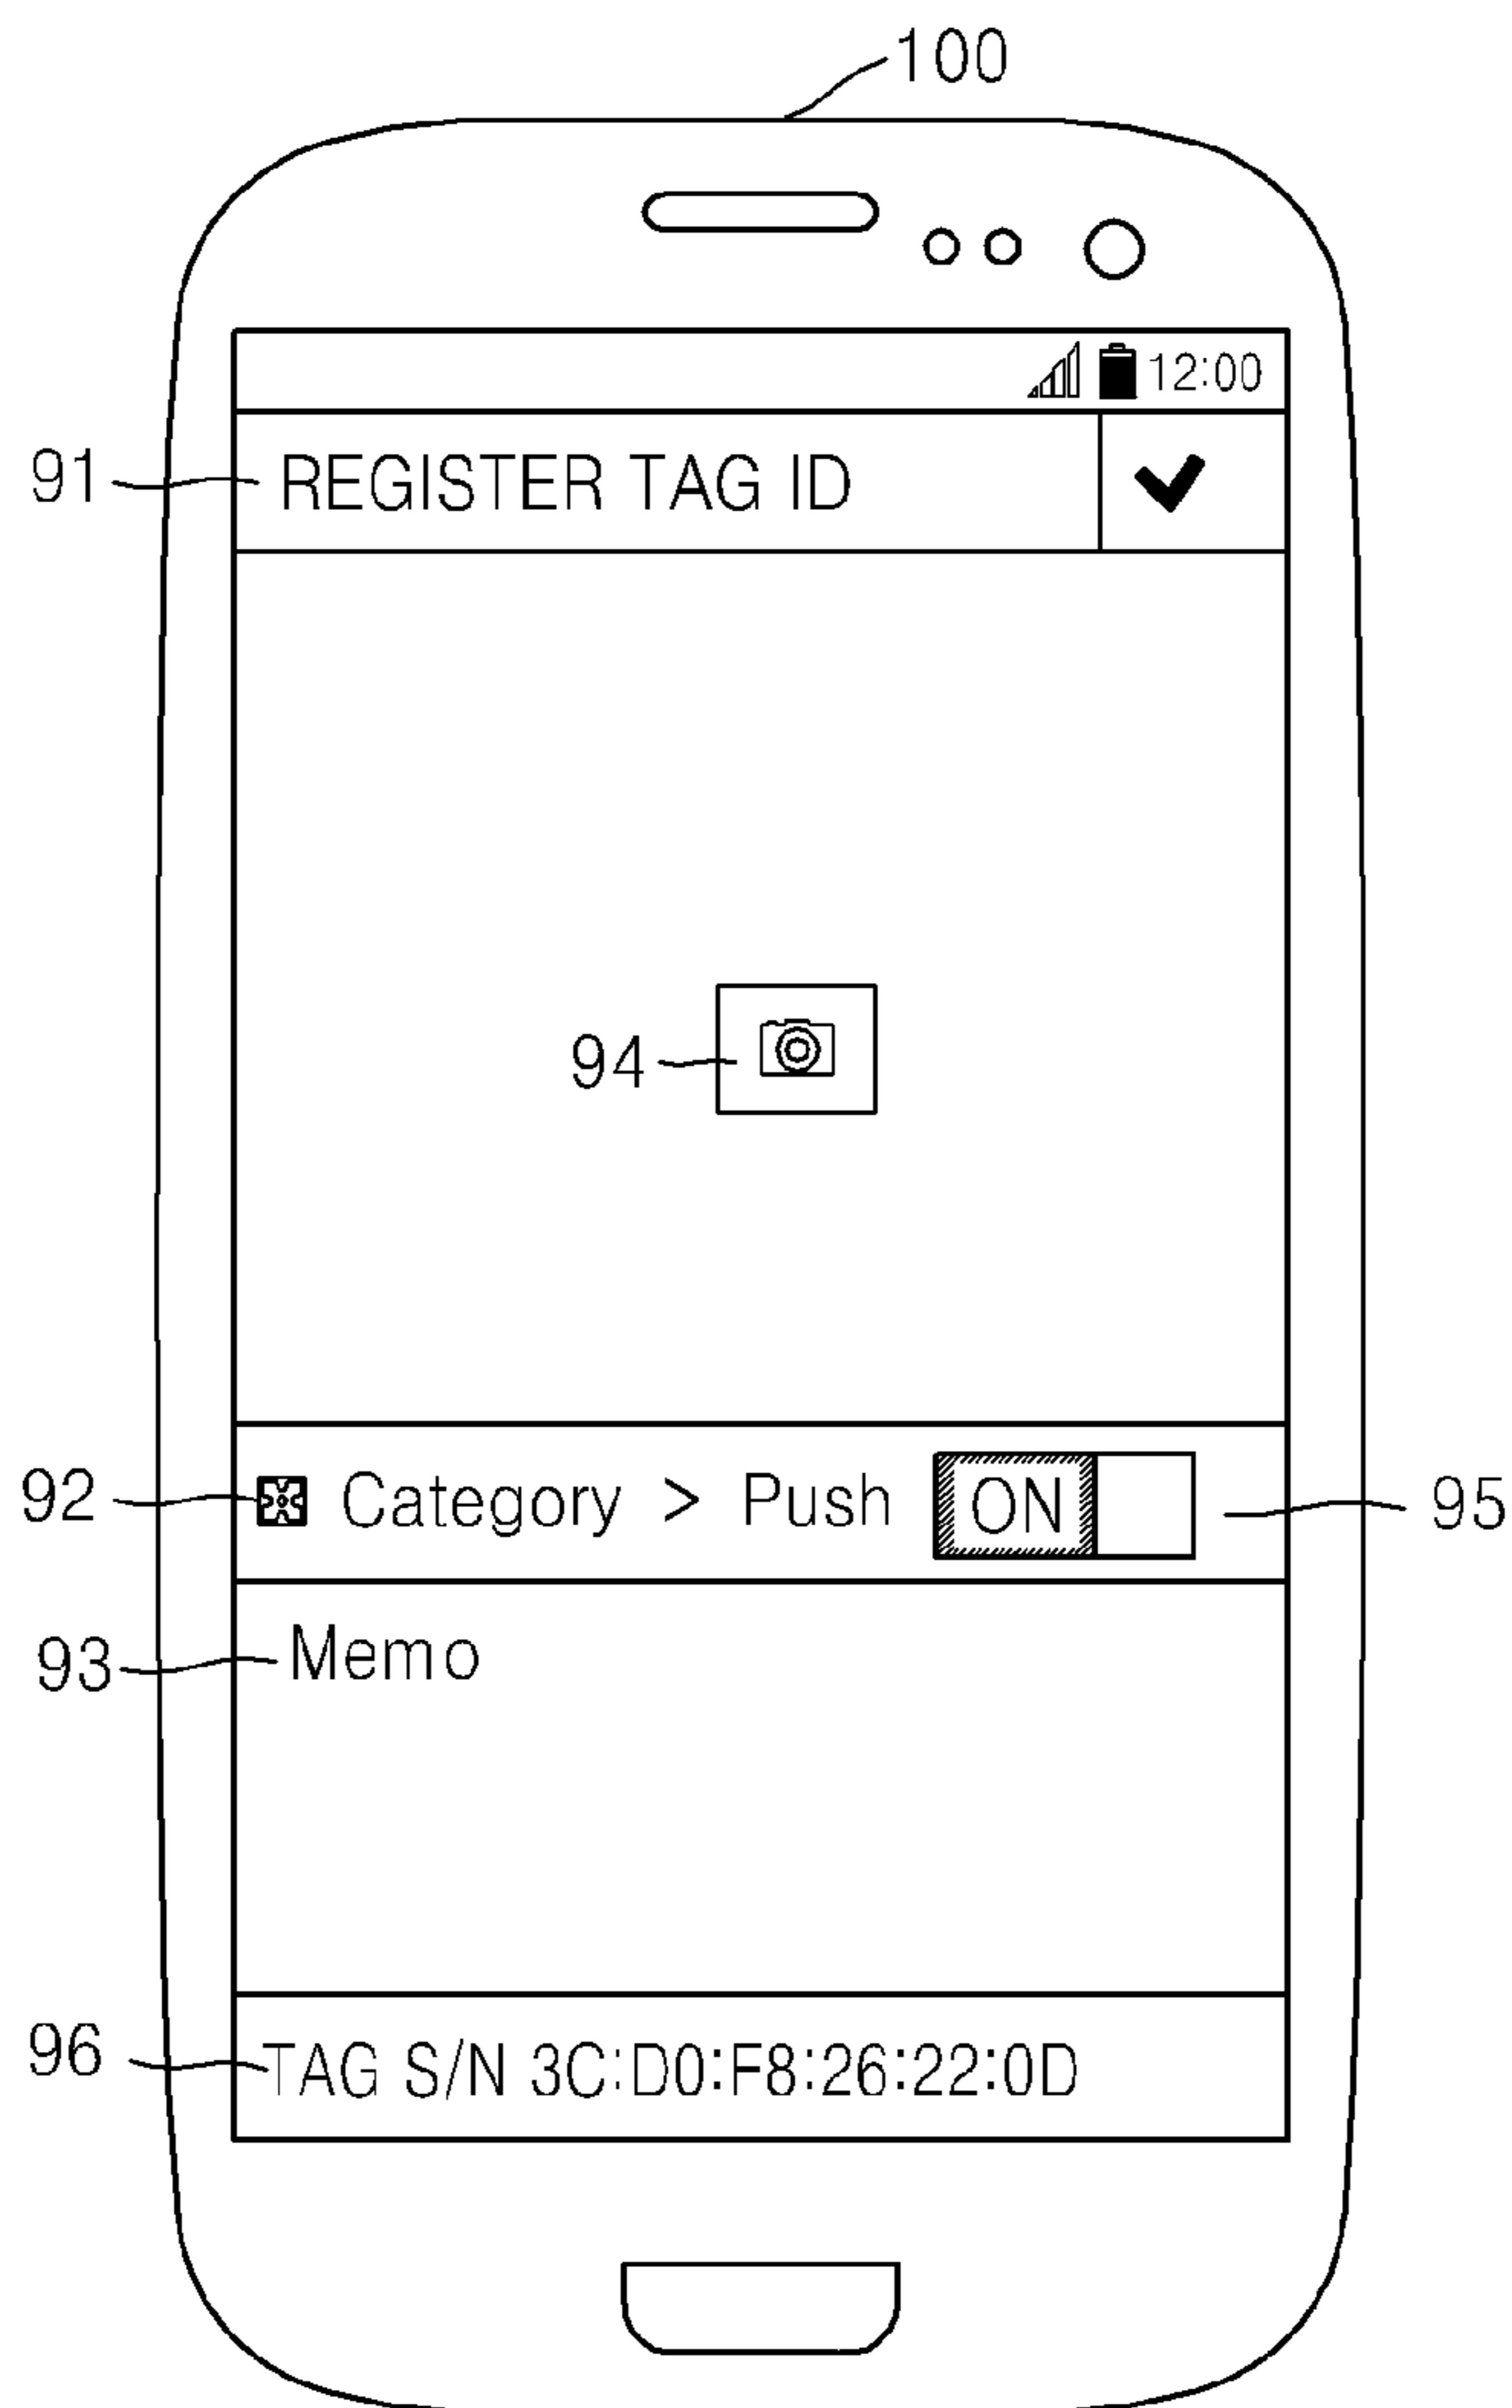 100
12:00
91 REGISTER TAG ID
94
92 Category > Push ON 95
93 Memo
96 TAG S/N 3C:D0:F8:26:22:0D